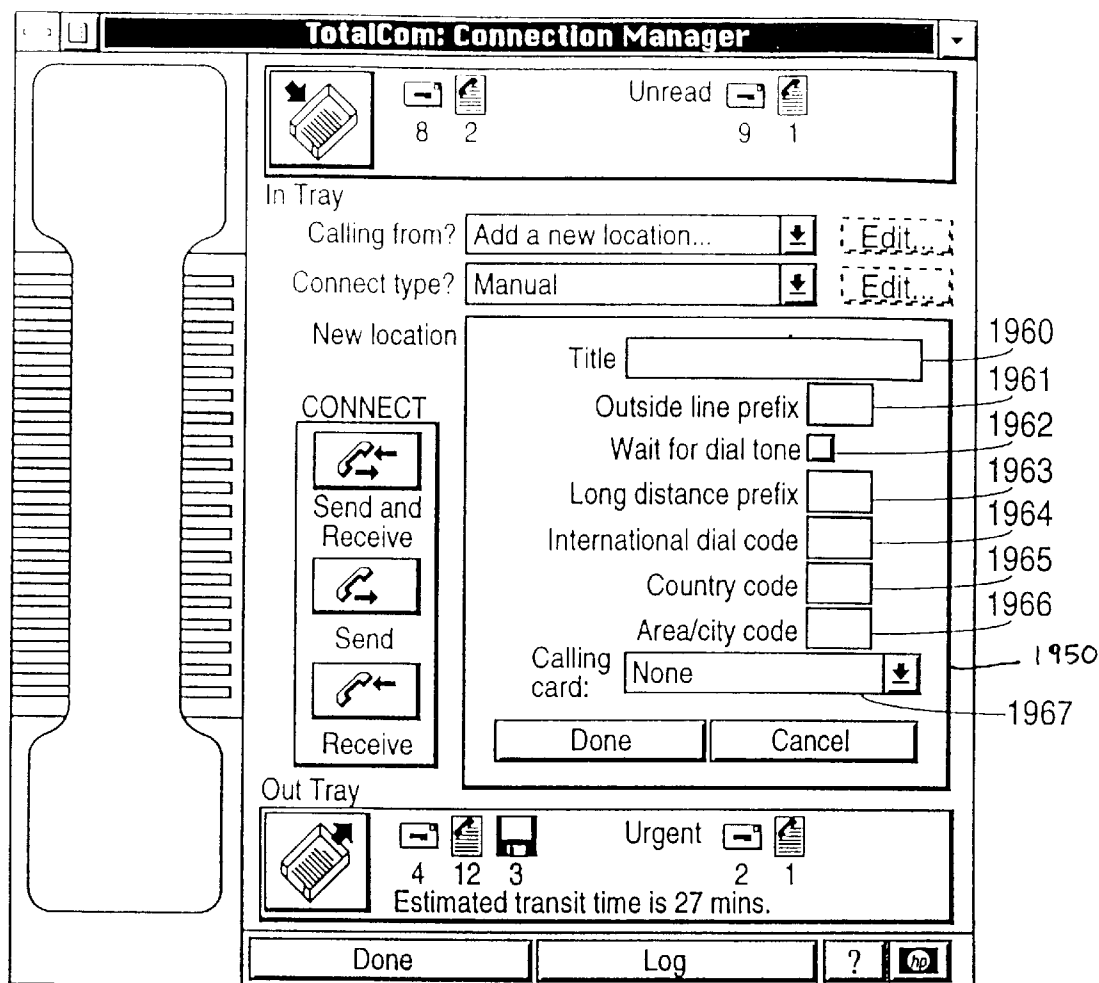 TotalCom: Connection Manager
Unread
8 2 9 1
In Tray
Calling from? Add a new location... Edit...
Connect type? Manual Edit...
New location
Title 1960
Outside line prefix 1961
Wait for dial tone 1962
Long distance prefix 1963
International dial code 1964
Country code 1965
Area/city code 1966
Calling card: None 1950
1967
Done Cancel
CONNECT
Send and
Receive
Send
Receive
Out Tray
Urgent
4 12 3 2 1
Estimated transit time is 27 mins.
Done Log ? hp